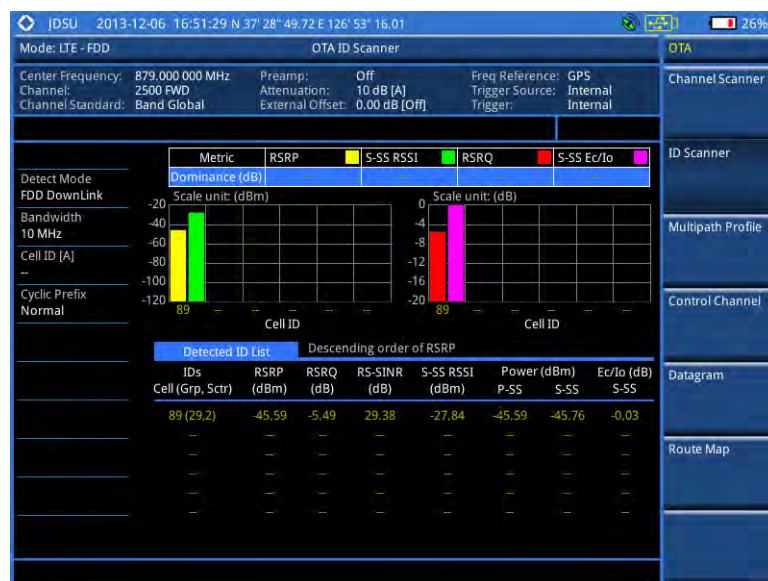 JDSU 2013-12-06 16:51:29 N 37' 28" 49.72 E 126' 53" 16.01 26%
Mode: LTE - FDD
OTA ID Scanner
OTA
Center Frequency: 879.000 000 MHz
Channel: 2500 FWD
Channel Standard: Band Global
Preamp: Off
Attenuation: 10 dB [A]
External Offset: 0.00 dB [Off]
Freq Reference: GPS
Trigger Source: Internal
Trigger: Internal
Channel Scanner
ID Scanner
Multipath Profile
Control Channel
Datagram
Route Map
Detect Mode
FDD DownLink
Bandwidth
10 MHz
Cell ID [A]
--
Cyclic Prefix
Normal
Metric RSRP S-SS RSSI RSRQ S-SS Ec/Io
Dominance (dB)
Scale unit: (dBm)
-20
-40
-60
-80
-100
-120
89 -- -- -- -- --
Cell ID
Scale unit: (dB)
0
-4
-8
-12
-16
-20
89 -- -- -- -- --
Cell ID
Detected ID List Descending order of RSRP
IDs RSRP RSRQ RS-SINR S-SS RSSI Power (dBm) Ec/Io (dB)
Cell (Grp, Sctr) (dBm) (dB) (dB) (dBm) P-SS S-SS S-SS
89 (29,2) -45.59 -5.49 29.38 -27.84 -45.59 -45.76 -0.03
-- -- -- -- -- -- -- --
-- -- -- -- -- -- -- --
-- -- -- -- -- -- -- --
-- -- -- -- -- -- -- --
-- -- -- -- -- -- -- --